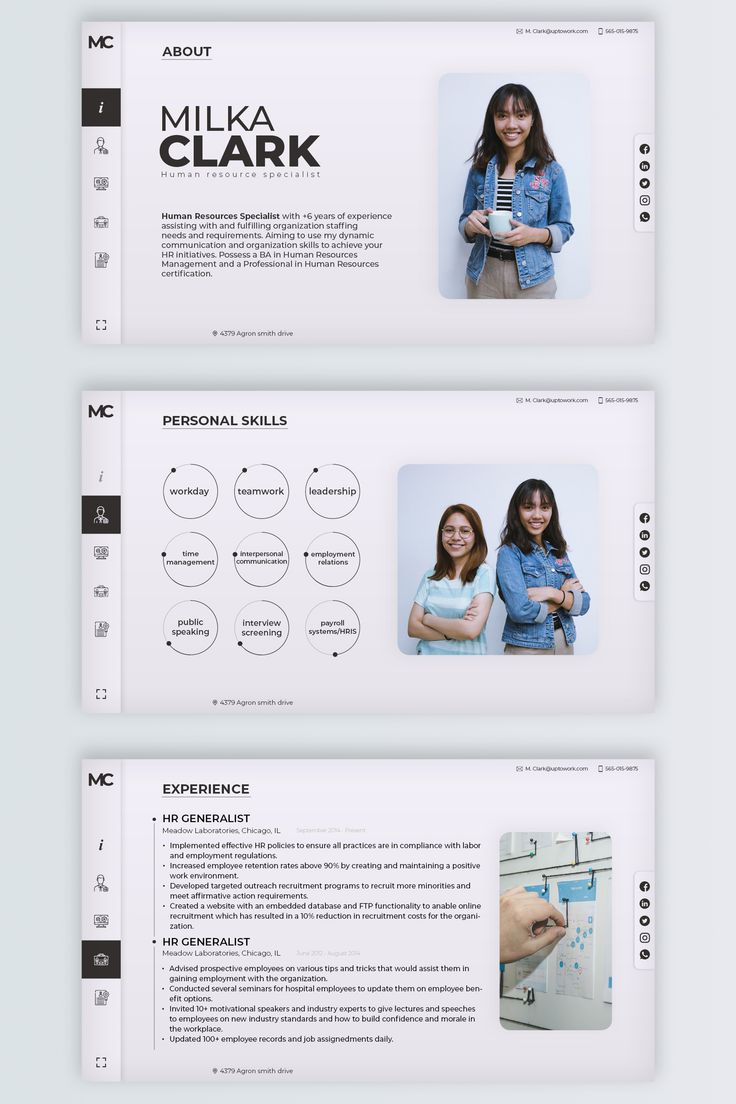 MC
M. Clark@uptowork.com 565-015-9875
ABOUT
i
MILKA
CLARK
Human resource specialist
Human Resources Specialist with +6 years of experience
assisting with and fulfilling organization staffing
needs and requirements. Aiming to use my dynamic
communication and organization skills to achieve your
HR initiatives. Possess a BA in Human Resources
Management and a Professional in Human Resources
certification.
4379 Agron smith drive
MC
M. Clark@uptowork.com 565-015-9875
PERSONAL SKILLS
i
workday teamwork leadership
time
management
interpersonal
communication
employment
relations
public
speaking
interview
screening
payroll
systems/HRIS
4379 Agron smith drive
MC
M. Clark@uptowork.com 565-015-9875
EXPERIENCE
i
HR GENERALIST
Meadow Laboratories, Chicago, IL September 2014 - Present
• Implemented effective HR policies to ensure all practices are in compliance with labor
and employment regulations.
• Increased employee retention rates above 90% by creating and maintaining a positive
work environment.
• Developed targeted outreach recruitment programs to recruit more minorities and
meet affirmative action requirements.
• Created a website with an embedded database and FTP functionality to anable online
recruitment which has resulted in a 10% reduction in recruitment costs for the organi-
zation.
HR GENERALIST
Meadow Laboratories, Chicago, IL June 2012 - August 2014
• Advised prospective employees on various tips and tricks that would assist them in
gaining employment with the organization.
• Conducted several seminars for hospital employees to update them on employee ben-
efit options.
• Invited 10+ motivational speakers and industry experts to give lectures and speeches
to employees on new industry standards and how to build confidence and morale in
the workplace.
• Updated 100+ employee records and job assignedments daily.
4379 Agron smith drive